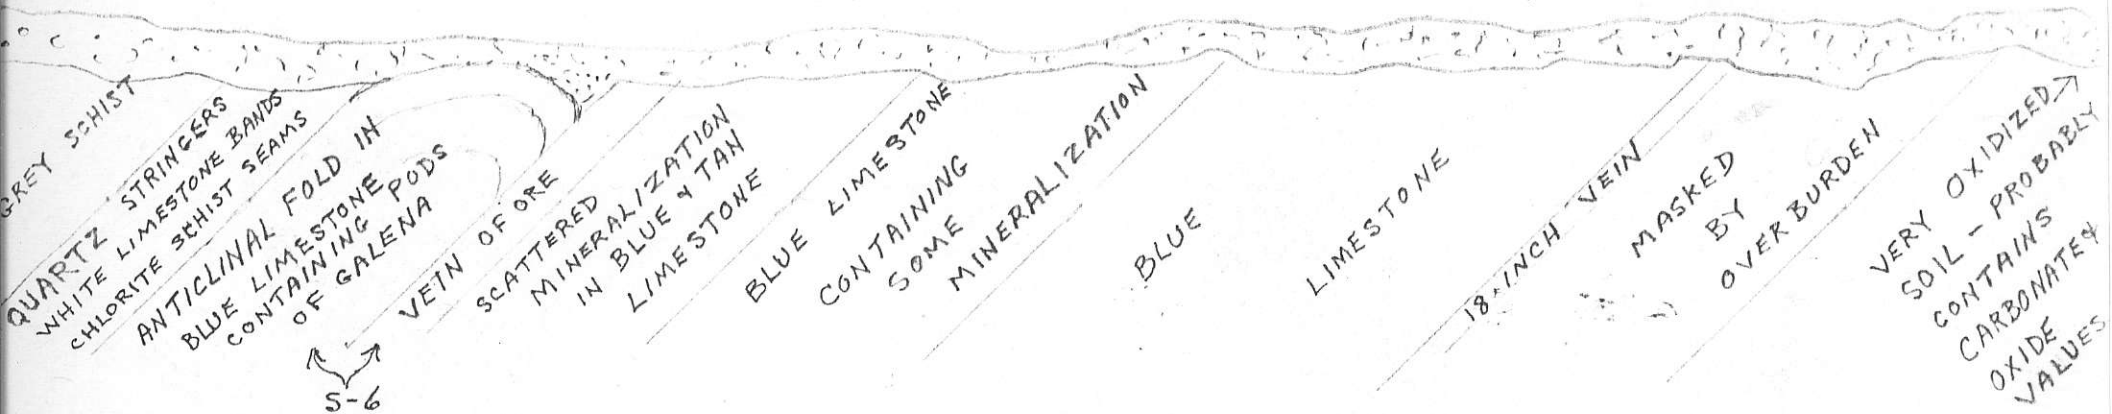 GREY SCHIST
QUARTZ STRINGERS
WHITE LIMESTONE BANDS
CHLORITE SCHIST SEAMS
ANTICLINAL FOLD IN
BLUE LIMESTONE
CONTAINING PODS
OF GALENA
S-6
VEIN OF ORE
SCATTERED
MINERALIZATION
IN BLUE & TAN
LIMESTONE
BLUE LIMESTONE
CONTAINING
SOME
MINERALIZATION
BLUE LIMESTONE
18-INCH VEIN
MASKED
BY
OVERBURDEN
VERY OXIDIZED
SOIL - PROBABLY
CONTAINS
CARBONATE &
OXIDE
VALUES